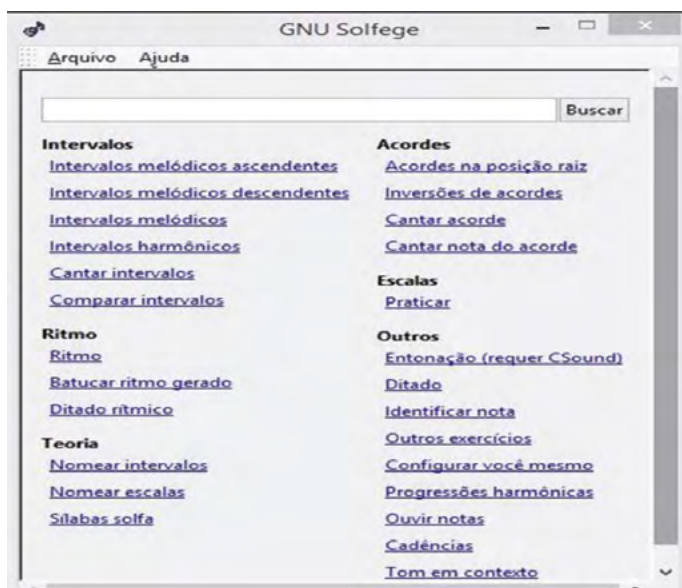 GNU Solfege
Arquivo Ajuda
Buscar
Intervalos
Intervalos melódicos ascendentes
Intervalos melódicos descendentes
Intervalos melódicos
Intervalos harmônicos
Cantar intervalos
Comparar intervalos
Ritmo
Ritmo
Batucar ritmo gerado
Ditado rítmico
Teoria
Nomear intervalos
Nomear escalas
Sílabas solfa
Acordes
Acordes na posição raiz
Inversões de acordes
Cantar acorde
Cantar nota do acorde
Escalas
Praticar
Outros
Entonação (requer CSound)
Ditado
Identificar nota
Outros exercícios
Configurar você mesmo
Progressões harmônicas
Ouvir notas
Cadências
Tom em contexto